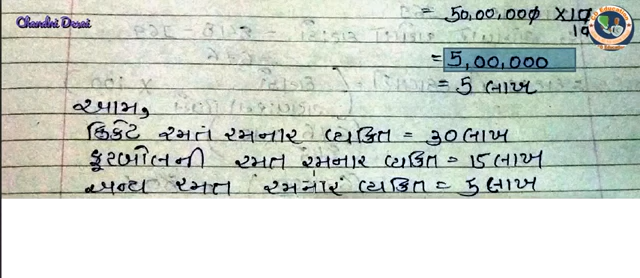 Chandni Desai
= 50,00,000 × 10
10
= 5,00,000
= 5 લાખ
આમ,
ક્રિકેટ રમત રમનાર વ્યક્તિ = 30 લાખ
ફૂટબોલની રમત રમનાર વ્યક્તિ = 15 લાખ
અન્ય રમત રમનાર વ્યક્તિ = 5 લાખ